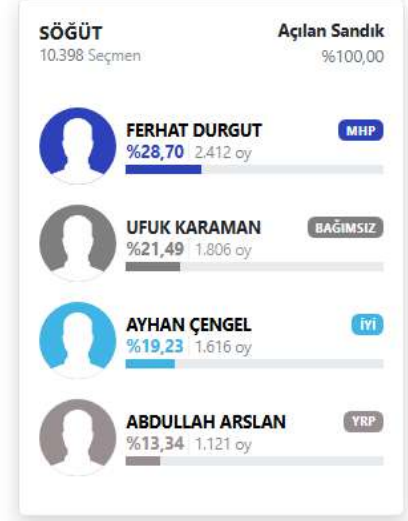 SÖĞÜT
Açılan Sandık
10.398 Seçmen
%100,00
FERHAT DURGUT
MHP
%28,70 2.412 oy
UFUK KARAMAN
BAĞIMSIZ
%21,49 1.806 oy
AYHAN ÇENGEL
İYİ
%19,23 1.616 oy
ABDULLAH ARSLAN
YRP
%13,34 1.121 oy